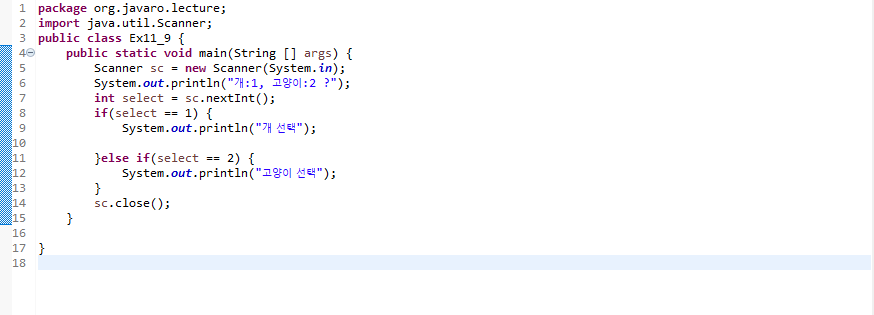 1 package org.javaro.lecture;
2 import java.util.Scanner;
3 public class Ex11_9 {
4 public static void main(String [] args) {
5 Scanner sc = new Scanner(System.in);
6 System.out.println("개:1, 고양이:2 ?");
7 int select = sc.nextInt();
8 if(select == 1) {
9 System.out.println("개 선택");
10
11 }else if(select == 2) {
12 System.out.println("고양이 선택");
13 }
14 sc.close();
15 }
16
17 }
18